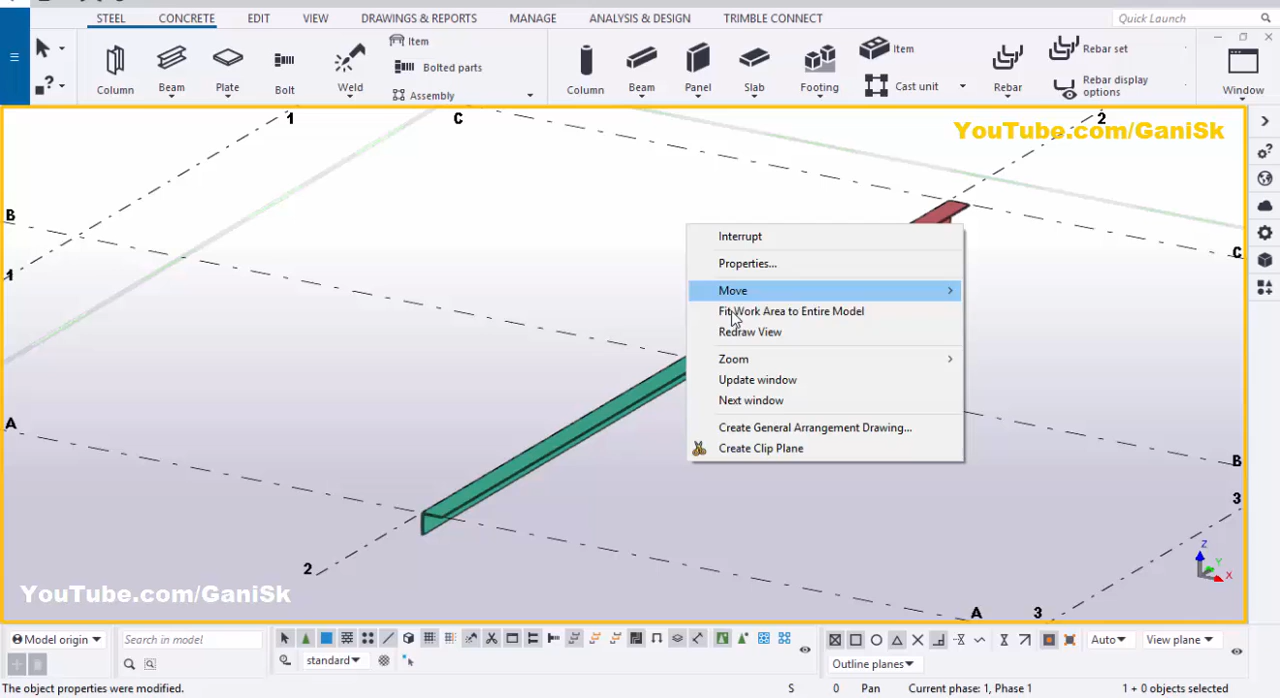 STEEL CONCRETE EDIT VIEW DRAWINGS & REPORTS MANAGE ANALYSIS & DESIGN TRIMBLE CONNECT Quick Launch
Column Beam Plate Bolt Weld
Item
Bolted parts
Assembly
Column Beam Panel Slab Footing
Item
Cast unit
Rebar
Rebar set
Rebar display
options
Window
1 C 2
YouTube.com/GaniSk
B
C
1
Interrupt
Properties...
Move
Fit Work Area to Entire Model
Redraw View
Zoom
Update window
Next window
Create General Arrangement Drawing...
Create Clip Plane
A
B
3
2
Z
Y
X
YouTube.com/GaniSk
A 3
Model origin Search in model
standard
Auto View plane
Outline planes
The object properties were modified. S 0 Pan Current phase: 1, Phase 1 1 + 0 objects selected